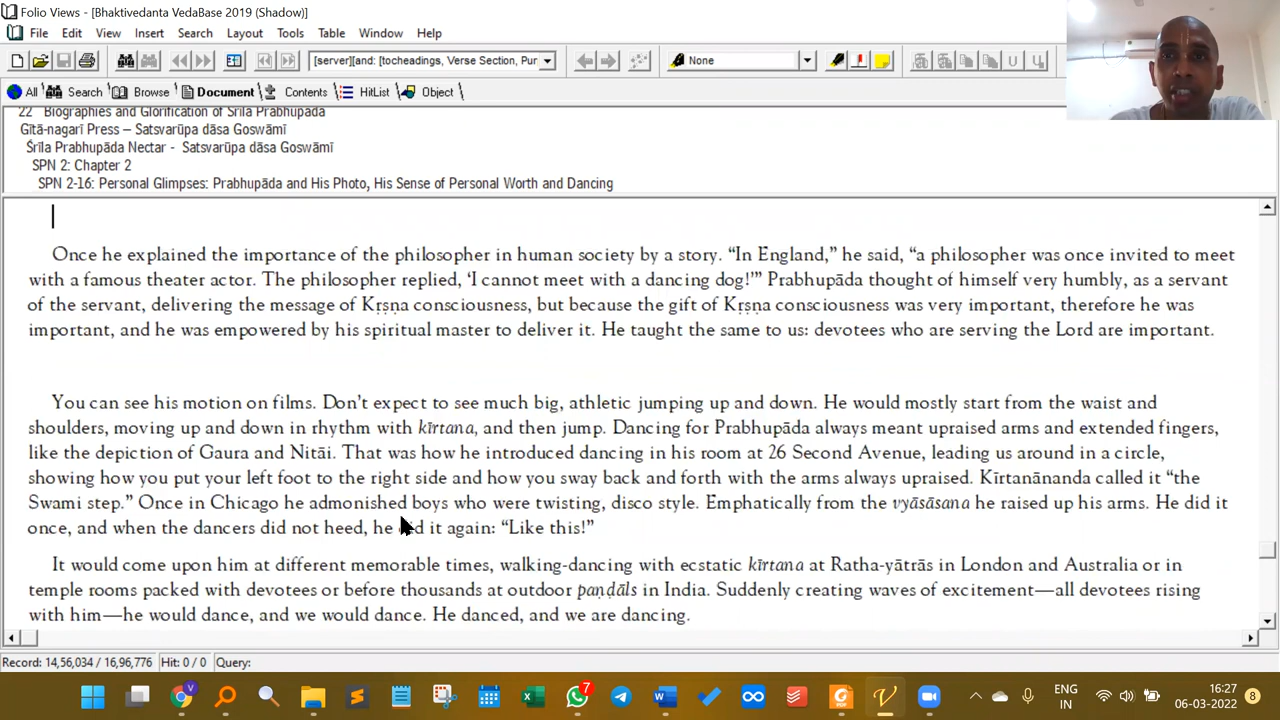 Folio Views - [Bhaktivedanta VedaBase 2019 (Shadow)]
File Edit View Insert Search Layout Tools Table Window Help
[server][and: [tocheadings, Verse Section, Pur
None
All Search Browse Document Contents HitList Object
22 Biographies and Glorification of Srila Prabhupada
Gītā-nagarī Press – Satsvarūpa dāsa Goswāmī
Śrīla Prabhupāda Nectar - Satsvarūpa dāsa Goswāmī
SPN 2: Chapter 2
SPN 2-16: Personal Glimpses: Prabhupāda and His Photo, His Sense of Personal Worth and Dancing
Once he explained the importance of the philosopher in human society by a story. “In England,” he said, “a philosopher was once invited to meet
with a famous theater actor. The philosopher replied, ‘I cannot meet with a dancing dog!’” Prabhupāda thought of himself very humbly, as a servant
of the servant, delivering the message of Kṛṣṇa consciousness, but because the gift of Kṛṣṇa consciousness was very important, therefore he was
important, and he was empowered by his spiritual master to deliver it. He taught the same to us: devotees who are serving the Lord are important.
You can see his motion on films. Don’t expect to see much big, athletic jumping up and down. He would mostly start from the waist and
shoulders, moving up and down in rhythm with kīrtana, and then jump. Dancing for Prabhupāda always meant upraised arms and extended fingers,
like the depiction of Gaura and Nitāi. That was how he introduced dancing in his room at 26 Second Avenue, leading us around in a circle,
showing how you put your left foot to the right side and how you sway back and forth with the arms always upraised. Kīrtanānanda called it “the
Swami step.” Once in Chicago he admonished boys who were twisting, disco style. Emphatically from the vyāsāsana he raised up his arms. He did it
once, and when the dancers did not heed, he did it again: “Like this!”
It would come upon him at different memorable times, walking-dancing with ecstatic kīrtana at Ratha-yātrās in London and Australia or in
temple rooms packed with devotees or before thousands at outdoor paṇḍāls in India. Suddenly creating waves of excitement—all devotees rising
with him—he would dance, and we would dance. He danced, and we are dancing.
Record: 14,56,034 / 16,96,776 Hit: 0 / 0 Query:
7
ENG
IN
16:27
06-03-2022
8